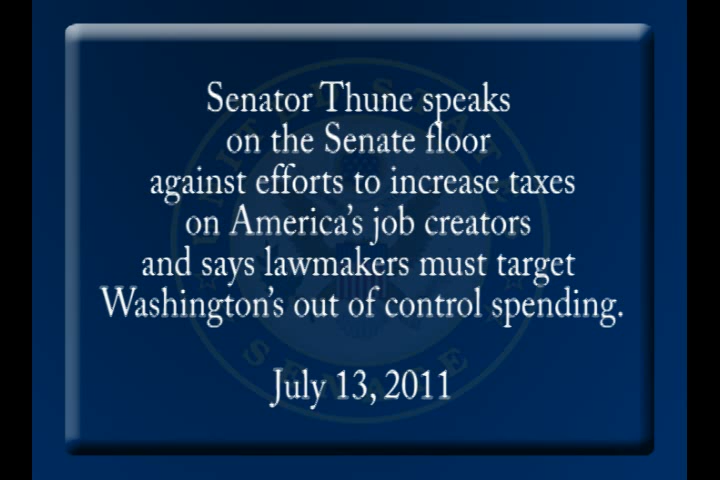 Senator Thune speaks
on the Senate floor
against efforts to increase taxes
on America's job creators
and says lawmakers must target
Washington's out of control spending.
July 13, 2011